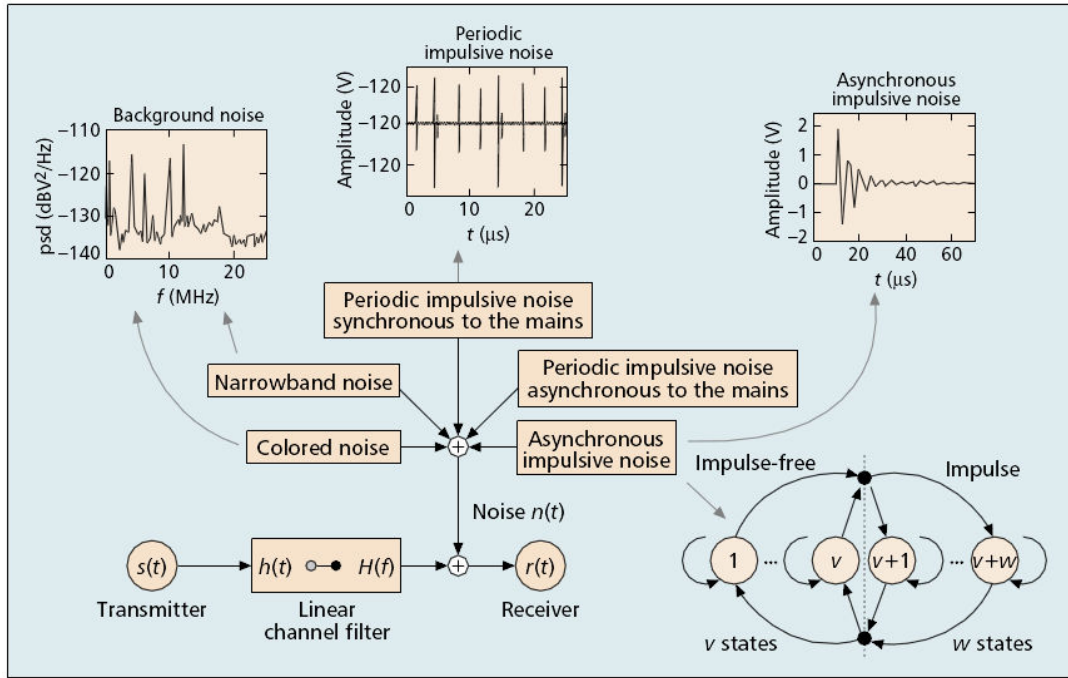 Periodic
impulsive noise
Amplitude (V)
−120
−120
−120
0
10
20
t (µs)
Background noise
psd (dBV²/Hz)
−110
−120
−130
−140
0
10
20
f (MHz)
Asynchronous
impulsive noise
Amplitude (V)
2
1
0
−1
−2
0
20
40
60
t (µs)
Periodic impulsive noise
synchronous to the mains
Narrowband noise
Periodic impulsive noise
asynchronous to the mains
Colored noise
Asynchronous
impulsive noise
+
Noise n(t)
s(t)
h(t)
H(f)
+
r(t)
Transmitter
Linear
channel filter
Receiver
Impulse-free
Impulse
1
...
v
v+1
...
v+w
v states
w states